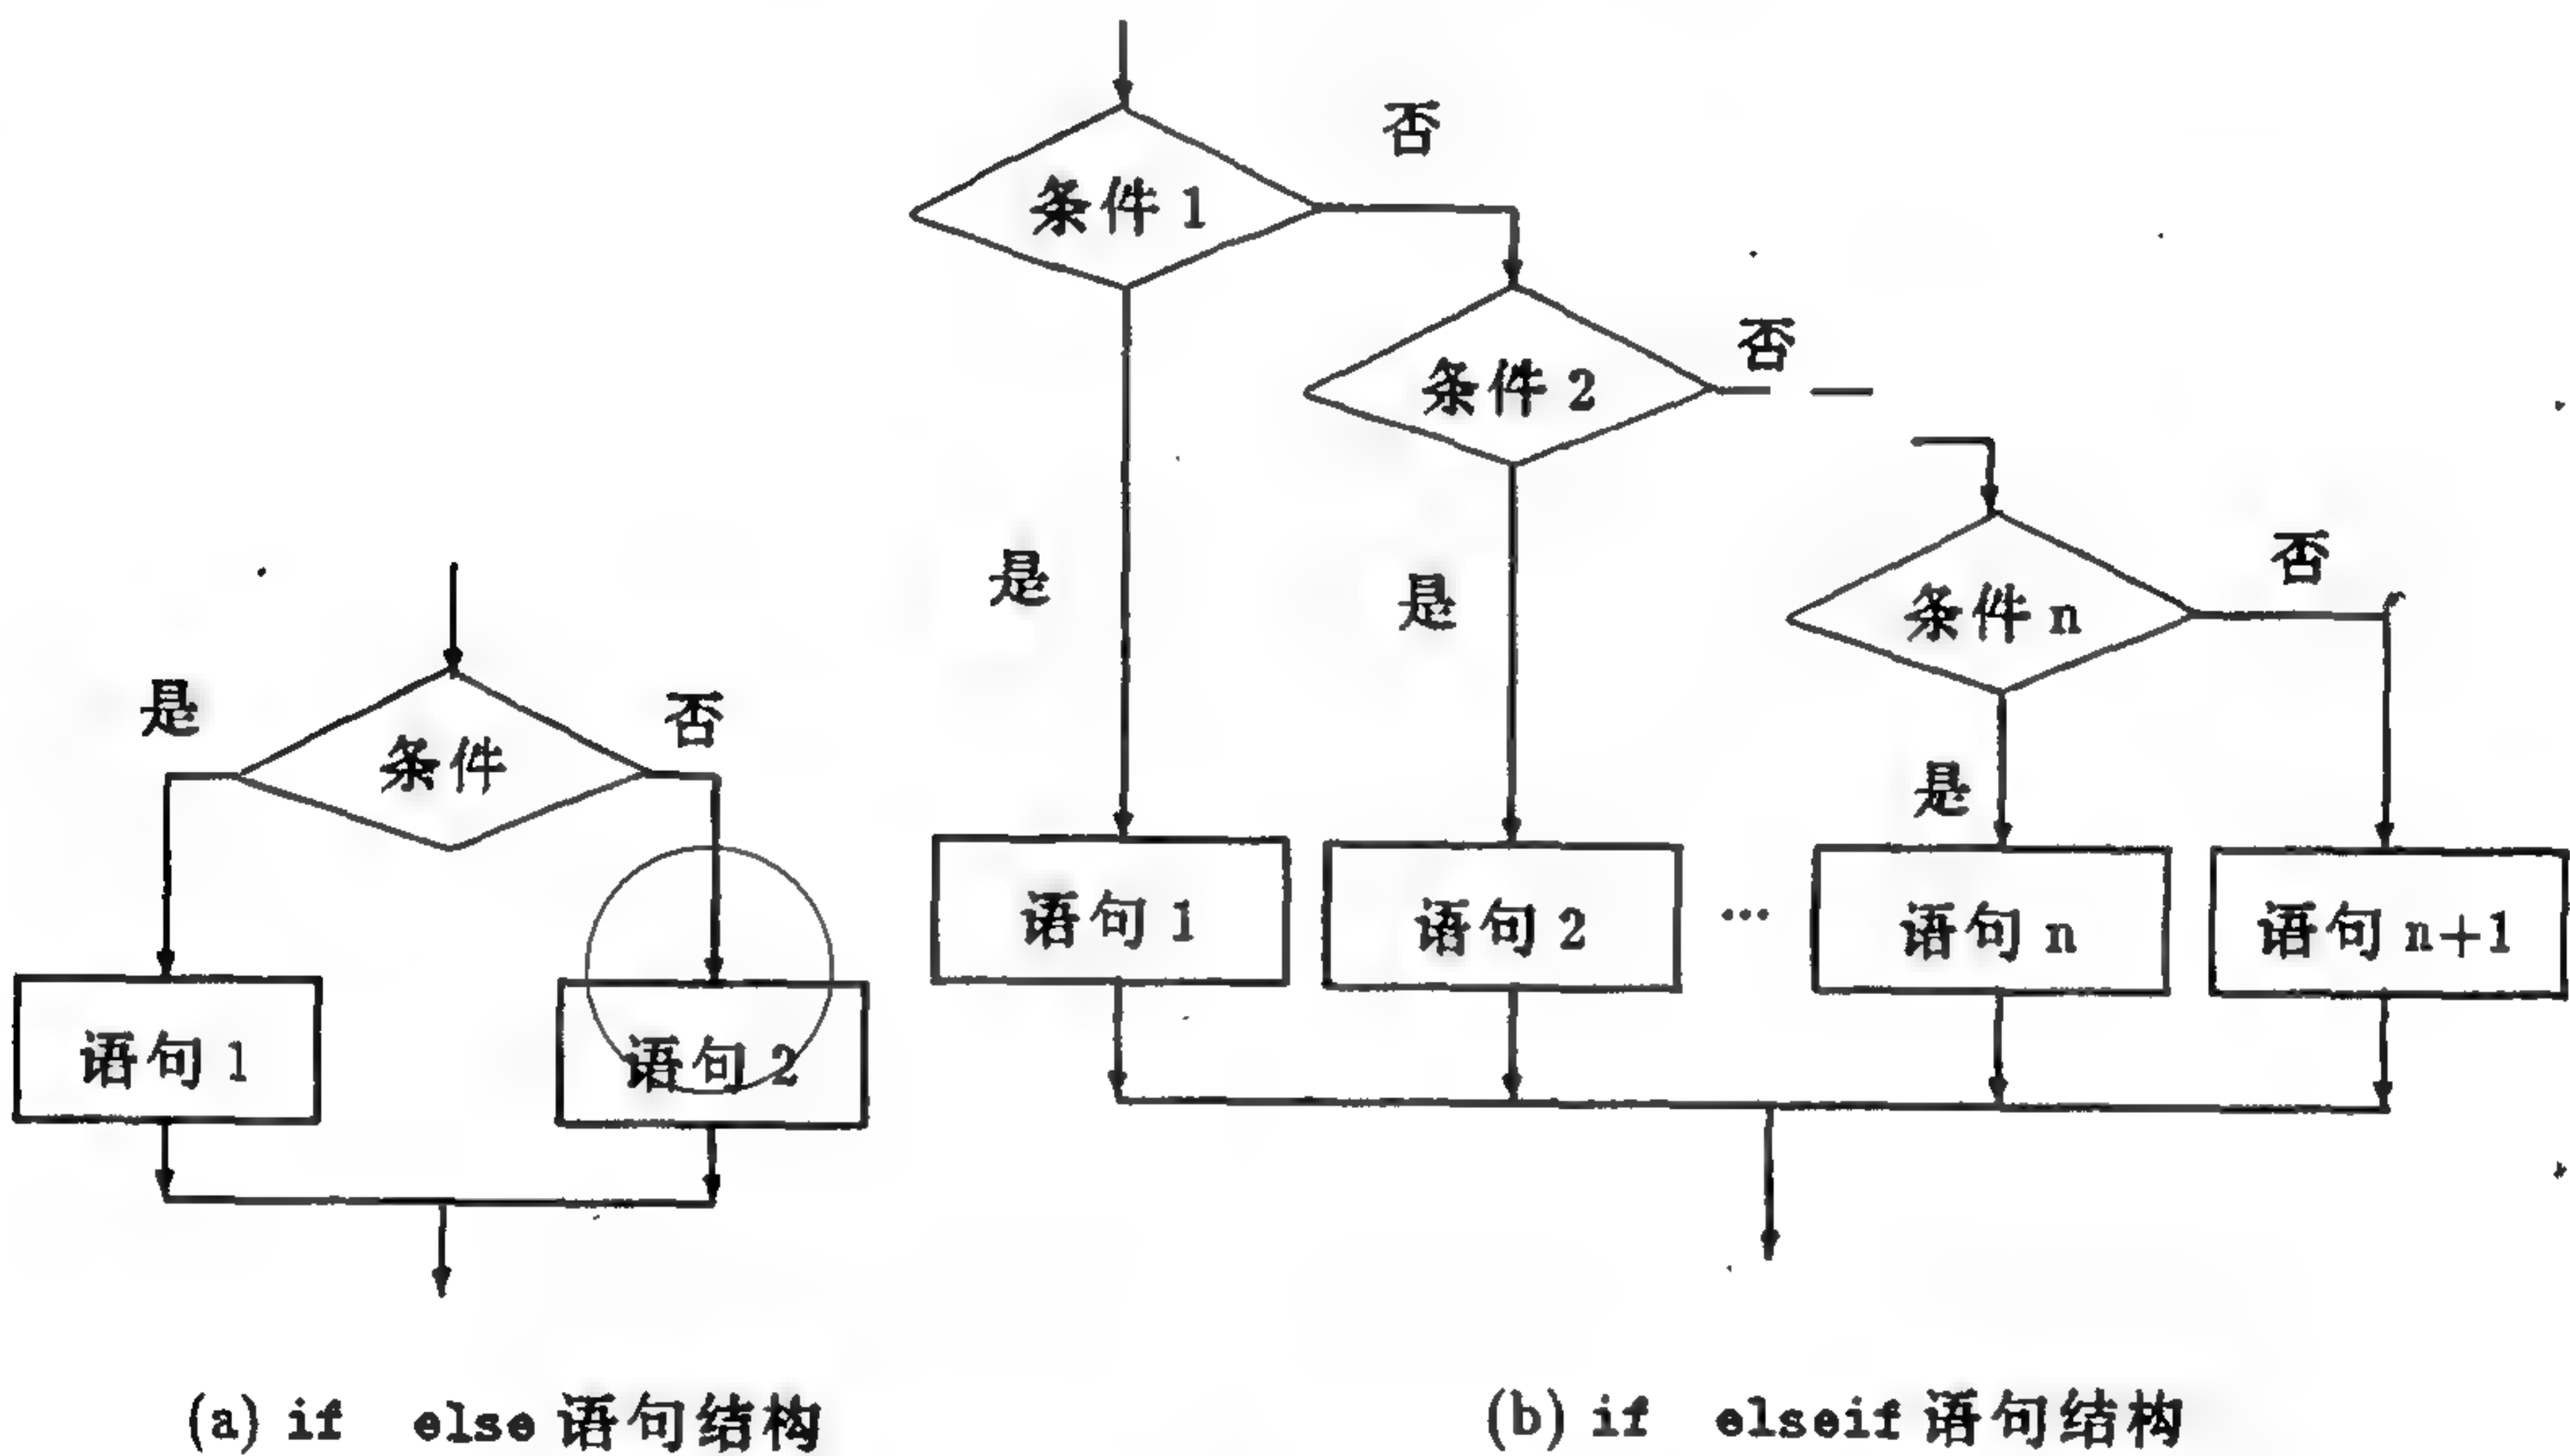 否
条件 1
否
条件 2
否
是
是
条件 n
是
否
条件
是
语句 1
语句 2
…
语句 n
语句 n+1
语句 1
语句 2
(a) if else 语句结构
(b) if elseif 语句结构